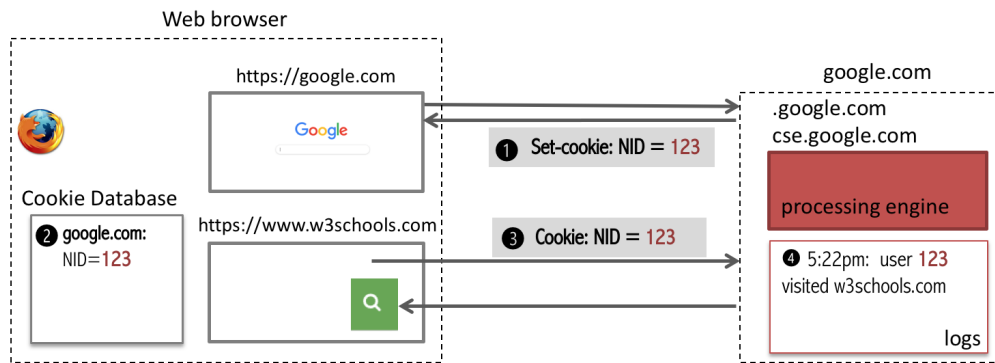 Web browser
https://google.com
Google
Cookie Database
❷ google.com:
NID=123
https://www.w3schools.com
❶ Set-cookie: NID = 123
❸ Cookie: NID = 123
google.com
.google.com
cse.google.com
processing engine
❹ 5:22pm: user 123
visited w3schools.com
logs